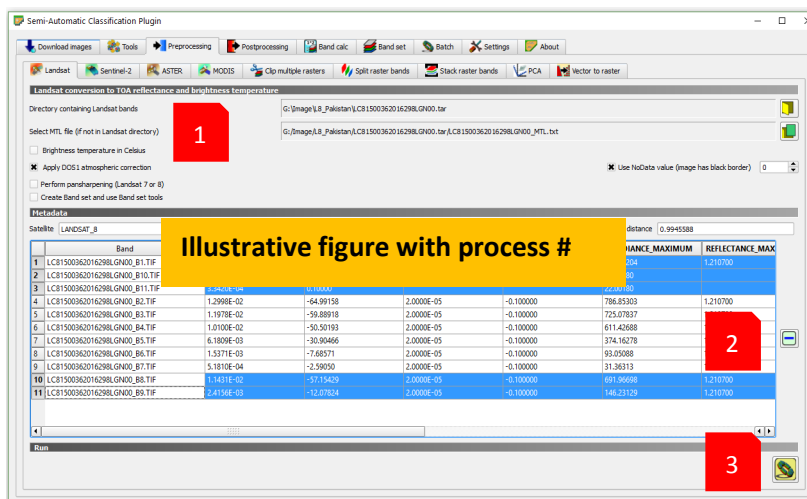 Semi-Automatic Classification Plugin
Download images Tools Preprocessing Postprocessing Band calc Band set Batch Settings About
Landsat Sentinel-2 ASTER MODIS Clip multiple rasters Split raster bands Stack raster bands PCA Vector to raster
Landsat conversion to TOA reflectance and brightness temperature
Directory containing Landsat bands G:/Image/L8_Pakistan/LC81500362016298LGN00.tar
1
Select MTL file (if not in Landsat directory) G:/Image/L8_Pakistan/LC81500362016298LGN00.tar/LC81500362016298LGN00_MTL.txt
Brightness temperature in Celsius
Apply DOS1 atmospheric correction Use NoData value (image has black border) 0
Perform pansharpening (Landsat 7 or 8)
Create Band set and use Band set tools
Metadata
Satellite LANDSAT_8 distance 0.9945588
Illustrative figure with process #
Band REFLECTANCE_MAX
1 LC81500362016298LGN00_B1.TIF 1.210700
2 LC81500362016298LGN00_B10.TIF
3 LC81500362016298LGN00_B11.TIF
4 LC81500362016298LGN00_B2.TIF 1.2998E-02 -64.99158 2.0000E-05 -0.100000 786.85303 1.210700
5 LC81500362016298LGN00_B3.TIF 1.1978E-02 -59.88918 2.0000E-05 -0.100000 725.07837
6 LC81500362016298LGN00_B4.TIF 1.0100E-02 -50.50193 2.0000E-05 -0.100000 611.42688
7 LC81500362016298LGN00_B5.TIF 6.1809E-03 -30.90466 2.0000E-05 -0.100000 374.16278
2
8 LC81500362016298LGN00_B6.TIF 1.5371E-03 -7.68571 2.0000E-05 -0.100000 93.05088
9 LC81500362016298LGN00_B7.TIF 5.1810E-04 -2.59050 2.0000E-05 -0.100000 31.36313
10 LC81500362016298LGN00_B8.TIF 1.1431E-02 -57.15429 2.0000E-05 -0.100000 691.96698 1.210700
11 LC81500362016298LGN00_B9.TIF 2.4156E-03 -12.07824 2.0000E-05 -0.100000 146.23129 1.210700
Run
3